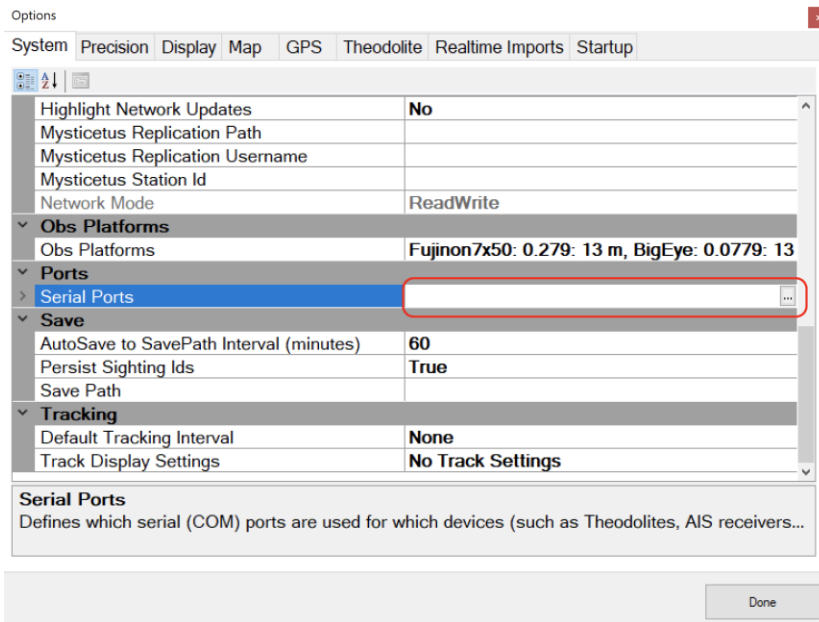 Options
System Precision Display Map GPS Theodolite Realtime Imports Startup
Highlight Network Updates No
Mysticetus Replication Path
Mysticetus Replication Username
Mysticetus Station Id
Network Mode ReadWrite
Obs Platforms
Obs Platforms Fujinon7x50: 0.279: 13 m, BigEye: 0.0779: 13
Ports
Serial Ports ...
Save
AutoSave to SavePath Interval (minutes) 60
Persist Sighting Ids True
Save Path
Tracking
Default Tracking Interval None
Track Display Settings No Track Settings
Serial Ports
Defines which serial (COM) ports are used for which devices (such as Theodolites, AIS receivers...
Done